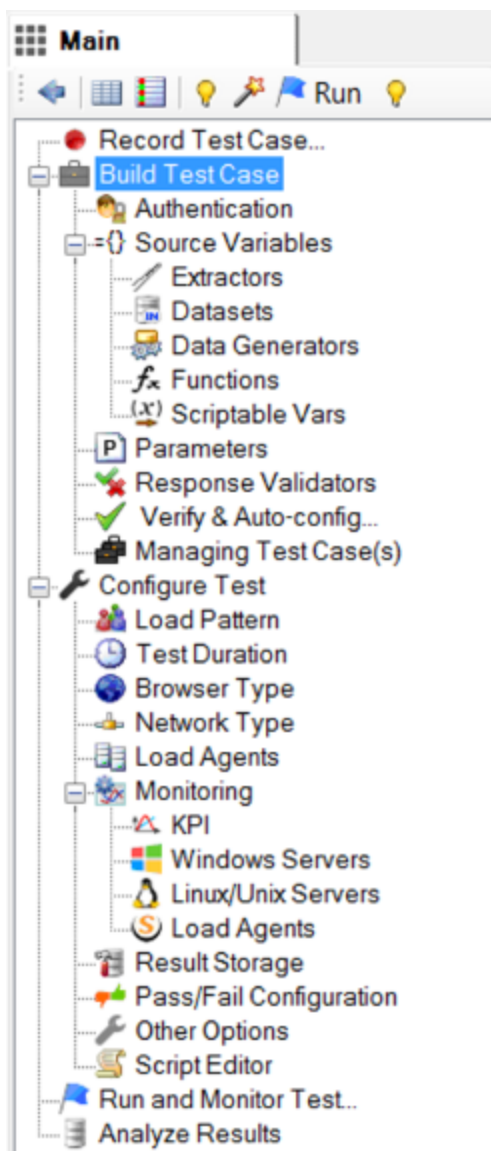 Main
Run
Record Test Case...
Build Test Case
Authentication
={} Source Variables
Extractors
IN Datasets
Data Generators
fx Functions
(x) Scriptable Vars
P Parameters
Response Validators
Verify & Auto-config...
Managing Test Case(s)
Configure Test
Load Pattern
Test Duration
Browser Type
Network Type
Load Agents
Monitoring
KPI
Windows Servers
Linux/Unix Servers
S Load Agents
Result Storage
Pass/Fail Configuration
Other Options
Script Editor
Run and Monitor Test...
Analyze Results